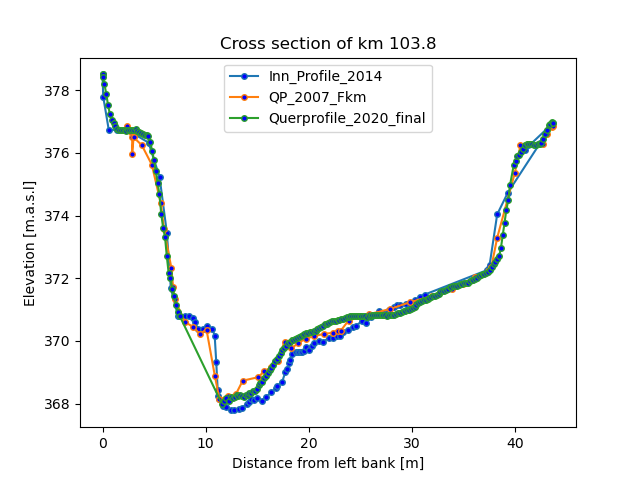 Cross section of km 103.8
Inn_Profile_2014
QP_2007_Fkm
Querprofile_2020_final
Elevation [m.a.s.l]
378
376
374
372
370
368
0 10 20 30 40
Distance from left bank [m]